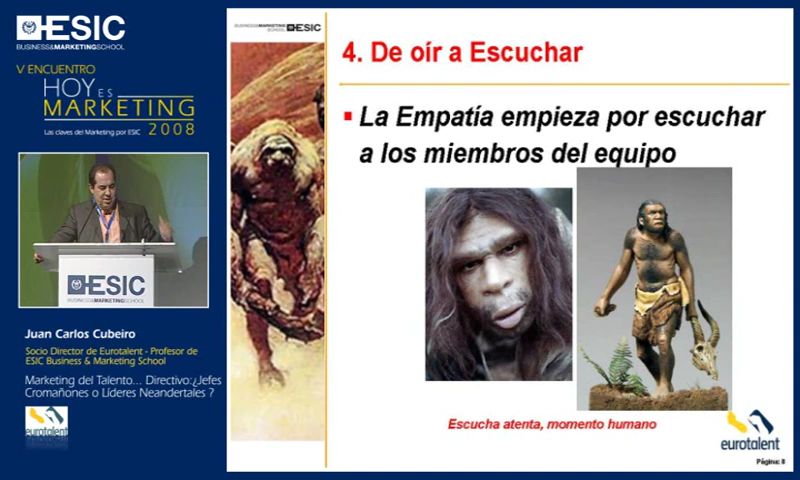 ESIC
BUSINESS&MARKETINGSCHOOL
V ENCUENTRO
HOY ES
MARKETING
2008
Las claves del Marketing por ESIC
ESIC
BUSINESS&MARKETINGSCHOOL
Juan Carlos Cubeiro
Socio Director de Eurotalent - Profesor de
ESIC Business & Marketing School
Marketing del Talento... Directivo:¿Jefes
Cromañones o Líderes Neandertales ?
eurotalent
BUSINESS&MARKETING
SCHOOL
ESIC
4. De oír a Escuchar
La Empatía empieza por escuchar
a los miembros del equipo
Escucha atenta, momento humano
eurotalent
Página: 8